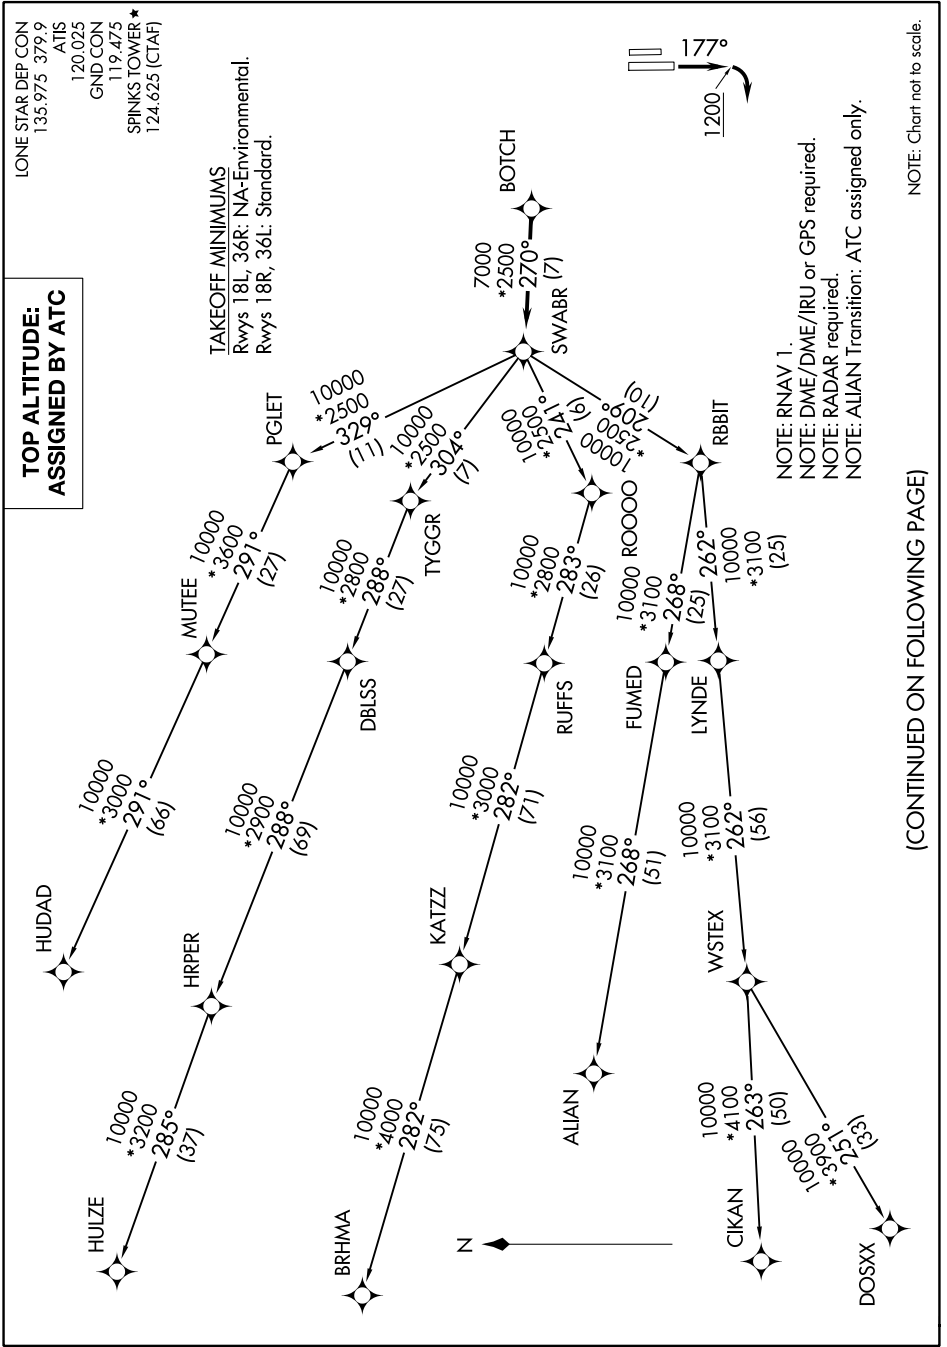 TOP ALTITUDE:
ASSIGNED BY ATC
LONE STAR DEP CON
135.975 379.9
ATIS
120.025
GND CON
119.475
SPINKS TOWER ★
124.625 (CTAF)
TAKEOFF MINIMUMS
Rwys 18L, 36R: NA-Environmental.
Rwys 18R, 36L: Standard.
HUDAD
10000
*3000
291°
(66)
MUTEE
10000
*3600
291°
(27)
PGLET
10000
*2500
329°
(11)
HULZE
10000
*3200
285°
(37)
HRPER
10000
*2900
288°
(69)
DBLSS
10000
*2800
288°
(27)
TYGGR
10000
*2500
304°
(7)
BRHMA
10000
*4000
282°
(75)
KATZZ
10000
*3000
282°
(71)
RUFFS
10000
*2800
283°
(26)
ROOOO
10000
*2500
241°
(6)
SWABR
7000
*2500
270°
(7)
BOTCH
N
ALIAN
10000
*3100
268°
(51)
FUMED
10000
*3100
268°
(25)
RBBIT
10000
*2500
209°
(10)
CIKAN
10000
*4100
263°
(50)
WSTEX
10000
*3100
262°
(56)
LYNDE
262°
10000
*3100
(25)
DOSXX
10000
*3900
251°
(33)
177°
1200
NOTE: RNAV 1.
NOTE: DME/DME/IRU or GPS required.
NOTE: RADAR required.
NOTE: ALIAN Transition: ATC assigned only.
(CONTINUED ON FOLLOWING PAGE)
NOTE: Chart not to scale.